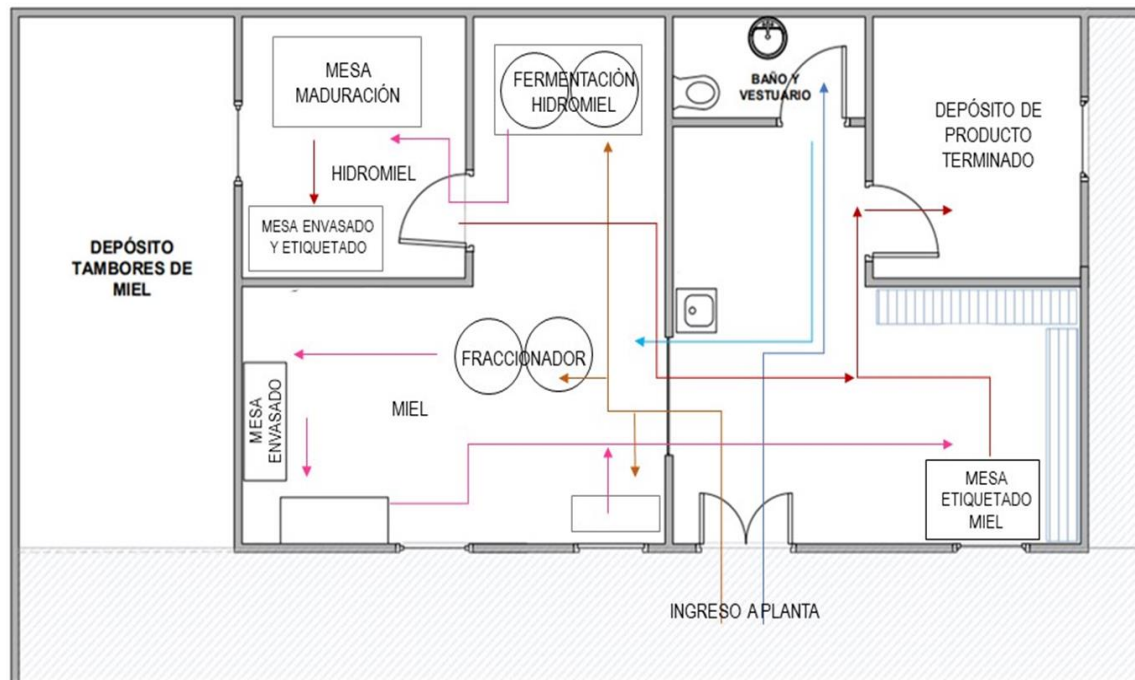 MESA
MADURACIÓN
FERMENTACIÒN
HIDROMIEL
BAÑO Y
VESTUARIO
DEPÓSITO DE
PRODUCTO
TERMINADO
HIDROMIEL
MESA ENVASADO
Y ETIQUETADO
DEPÓSITO
TAMBORES DE
MIEL
FRACCIONADOR
MESA
ENVASADO
MIEL
MESA
ETIQUETADO
MIEL
INGRESO A PLANTA